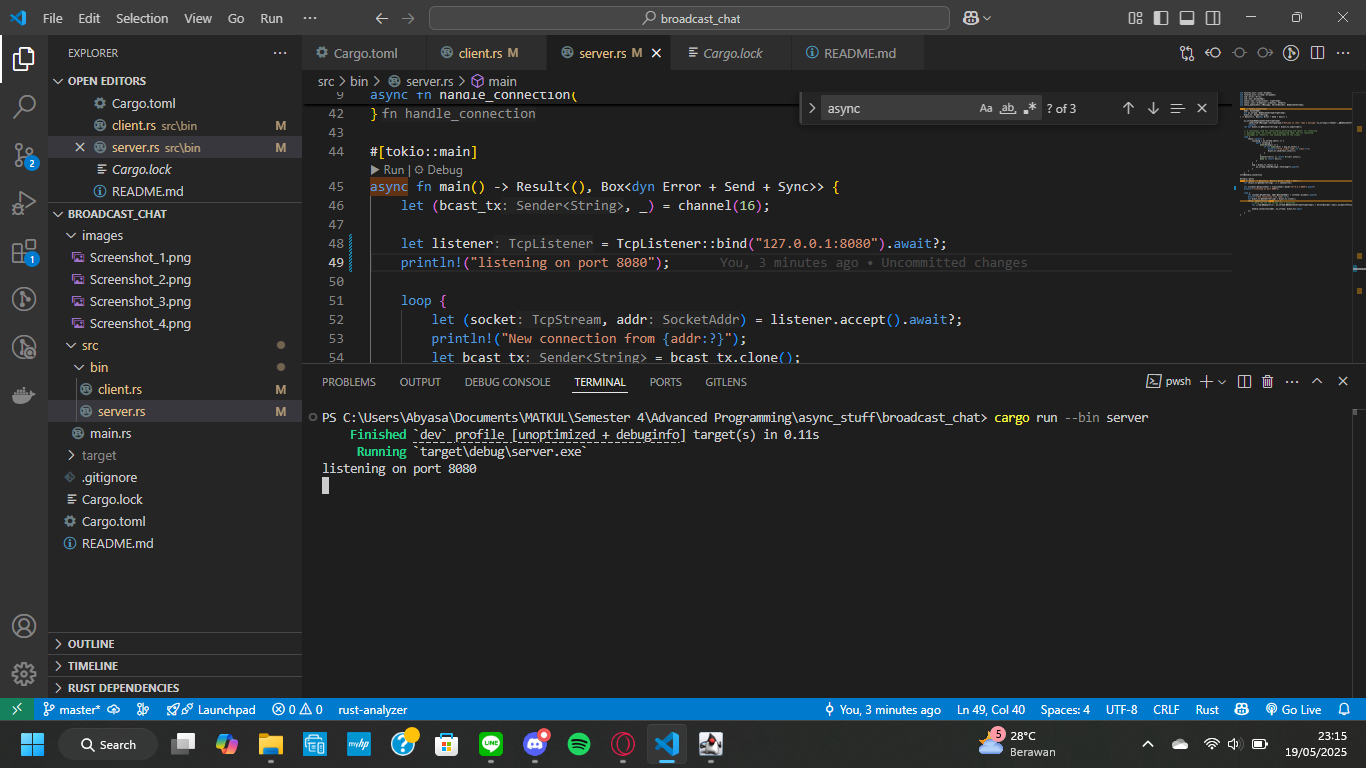 File Edit Selection View Go Run ··· broadcast_chat
EXPLORER ···
OPEN EDITORS
Cargo.toml
client.rs src\bin M
server.rs src\bin M
Cargo.lock
README.md
BROADCAST_CHAT
images
Screenshot_1.png
Screenshot_2.png
Screenshot_3.png
Screenshot_4.png
src
bin
client.rs M
server.rs M
main.rs
target
.gitignore
Cargo.lock
Cargo.toml
README.md
OUTLINE
TIMELINE
RUST DEPENDENCIES
Cargo.toml client.rs M server.rs M Cargo.lock README.md
src > bin > server.rs > main
async Aa ab ? of 3
9 async fn handle_connection(
42 } fn handle_connection
43
44 #[tokio::main]
Run | Debug
45 async fn main() -> Result<(), Box<dyn Error + Send + Sync>> {
46 let (bcast_tx: Sender<String>, _) = channel(16);
47
48 let listener: TcpListener = TcpListener::bind("127.0.0.1:8080").await?;
49 println!("listening on port 8080"); You, 3 minutes ago • Uncommitted changes
50
51 loop {
52 let (socket: TcpStream, addr: SocketAddr) = listener.accept().await?;
53 println!("New connection from {addr:?}");
54 let bcast_tx: Sender<String> = bcast_tx.clone();
PROBLEMS OUTPUT DEBUG CONSOLE TERMINAL PORTS GITLENS pwsh
PS C:\Users\Abyasa\Documents\MATKUL\Semester 4\Advanced Programming\async_stuff\broadcast_chat> cargo run --bin server
Finished `dev` profile [unoptimized + debuginfo] target(s) in 0.11s
Running `target\debug\server.exe`
listening on port 8080
2
1
master* Launchpad 0 0 rust-analyzer You, 3 minutes ago Ln 49, Col 40 Spaces: 4 UTF-8 CRLF Rust Go Live
Search myhp 5 28°C Berawan 23:15 19/05/2025